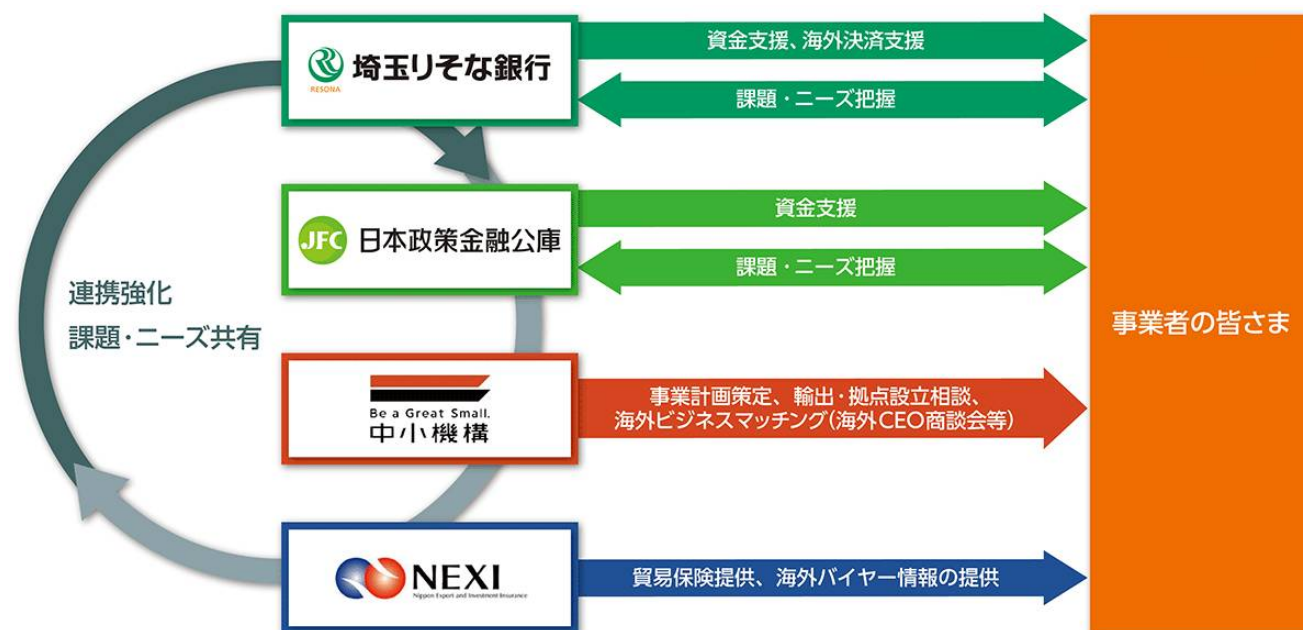 埼玉りそな銀行
RESONA
資金支援、海外決済支援
課題・ニーズ把握
JFC 日本政策金融公庫
資金支援
課題・ニーズ把握
連携強化
課題・ニーズ共有
事業者の皆さま
Be a Great Small.
中小機構
事業計画策定、輸出・拠点設立相談、
海外ビジネスマッチング(海外CEO商談会等)
NEXI
Nippon Export and Investment Insurance
貿易保険提供、海外バイヤー情報の提供